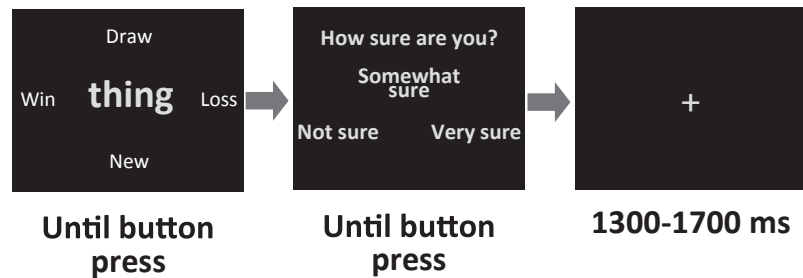 Draw
Win thing Loss
New
How sure are you?
Somewhat
sure
Not sure Very sure
+
Until button
press
Until button
press
1300-1700 ms